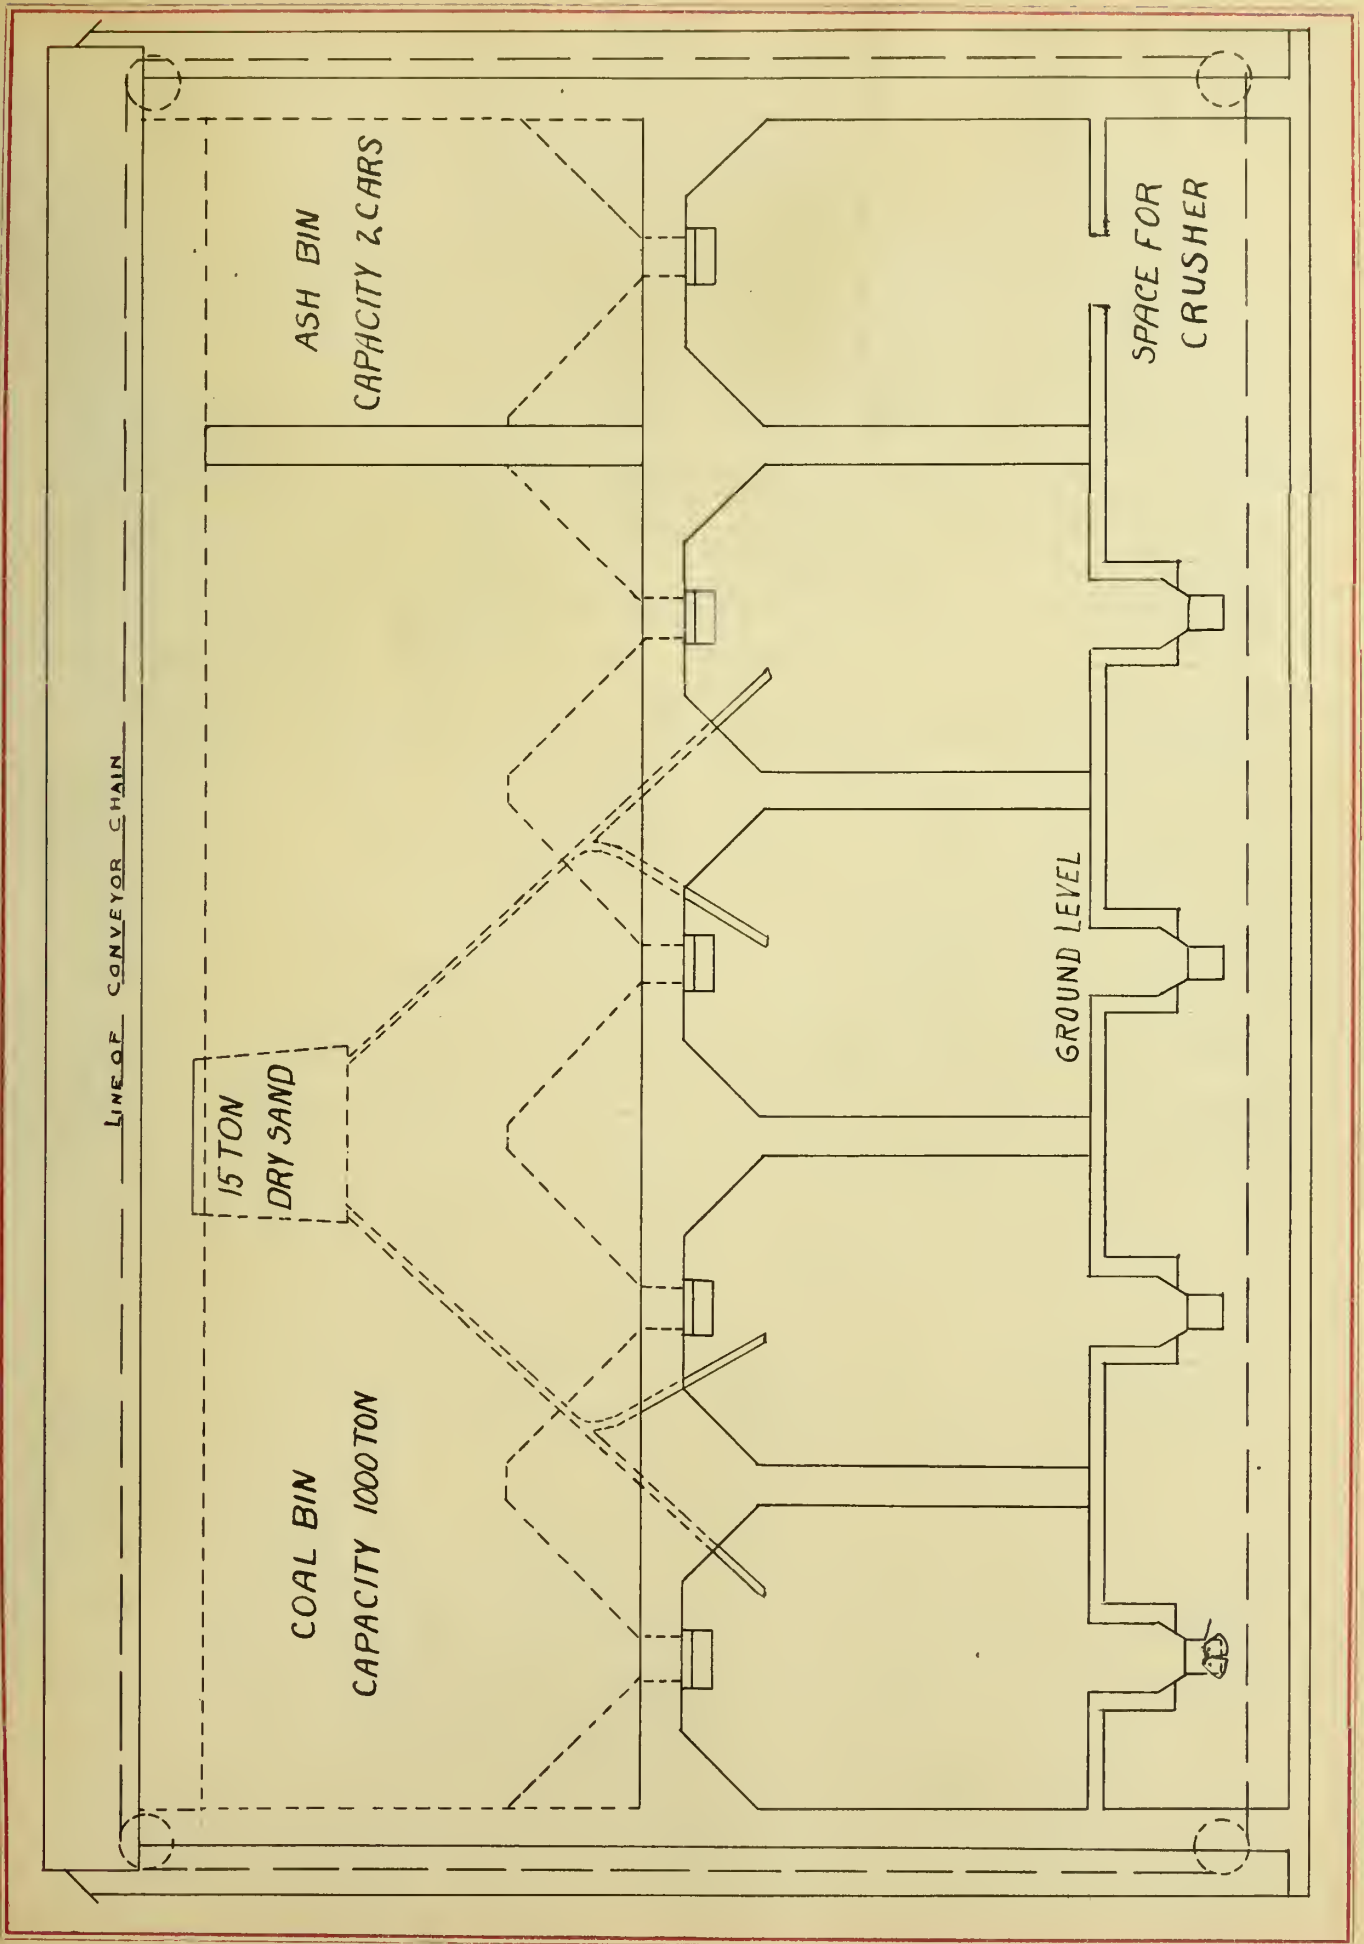 LINE OF CONVEYOR CHAIN
15 TON
DRY SAND
COAL BIN
CAPACITY 1000 TON
ASH BIN
CAPACITY 2 CARS
GROUND LEVEL
SPACE FOR
CRUSHER